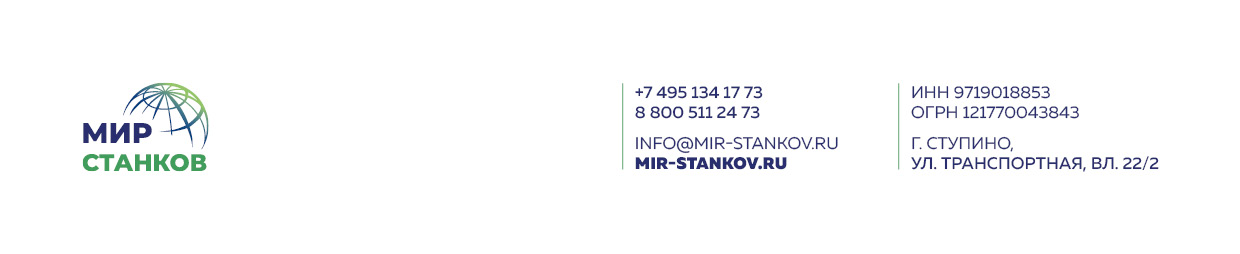 МИР
СТАНКОВ
+7 495 134 17 73
8 800 511 24 73
INFO@MIR-STANKOV.RU
MIR-STANKOV.RU
ИНН 9719018853
ОГРН 121770043843
Г. СТУПИНО,
УЛ. ТРАНСПОРТНАЯ, ВЛ. 22/2